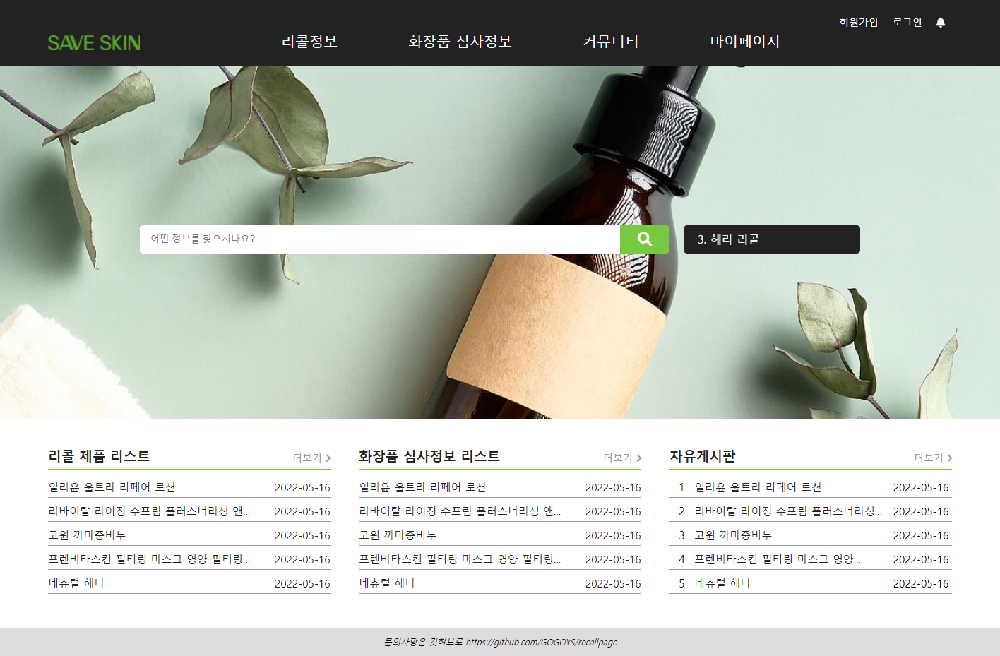 회원가입 로그인
SAVE SKIN 리콜정보 화장품 심사정보 커뮤니티 마이페이지
어떤 정보를 찾으시나요?
3. 헤라 리콜
리콜 제품 리스트 더보기
일리윤 울트라 리페어 로션 2022-05-16
리바이탈 라이징 수프림 플러스너리싱 앤... 2022-05-16
고원 까마중비누 2022-05-16
프렌비타스킨 필터링 마스크 영양 필터링... 2022-05-16
네츄럴 헤나 2022-05-16
화장품 심사정보 리스트 더보기
일리윤 울트라 리페어 로션 2022-05-16
리바이탈 라이징 수프림 플러스너리싱 앤... 2022-05-16
고원 까마중비누 2022-05-16
프렌비타스킨 필터링 마스크 영양 필터링... 2022-05-16
네츄럴 헤나 2022-05-16
자유게시판 더보기
1 일리윤 울트라 리페어 로션 2022-05-16
2 리바이탈 라이징 수프림 플러스너리싱... 2022-05-16
3 고원 까마중비누 2022-05-16
4 프렌비타스킨 필터링 마스크 영양... 2022-05-16
5 네츄럴 헤나 2022-05-16
문의사항은 깃허브로 https://github.com/GOGOYS/recallpage